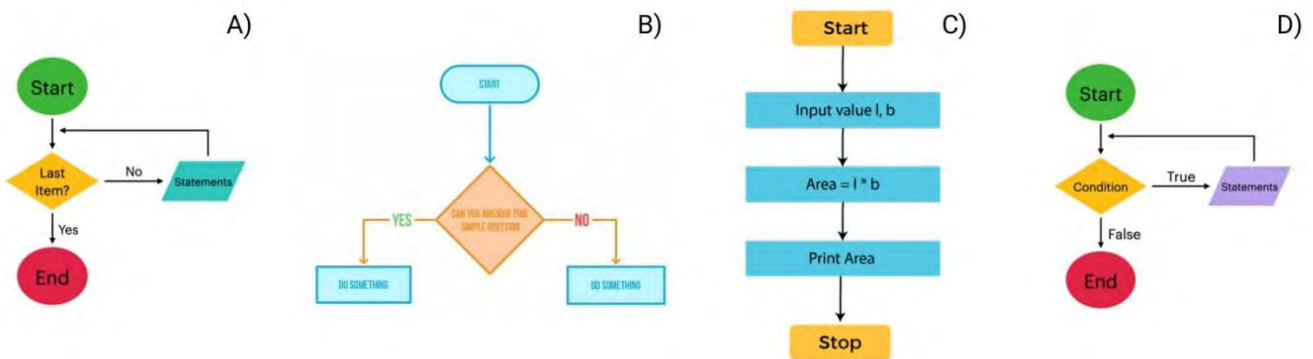 A)
Start
Last
Item?
No
Statements
Yes
End
B)
START
CAN YOU ANSWER THIS
SIMPLE QUESTION
YES
NO
DO SOMETHING
DO SOMETHING
C)
Start
Input value l, b
Area = l * b
Print Area
Stop
D)
Start
Condition
True
Statements
False
End